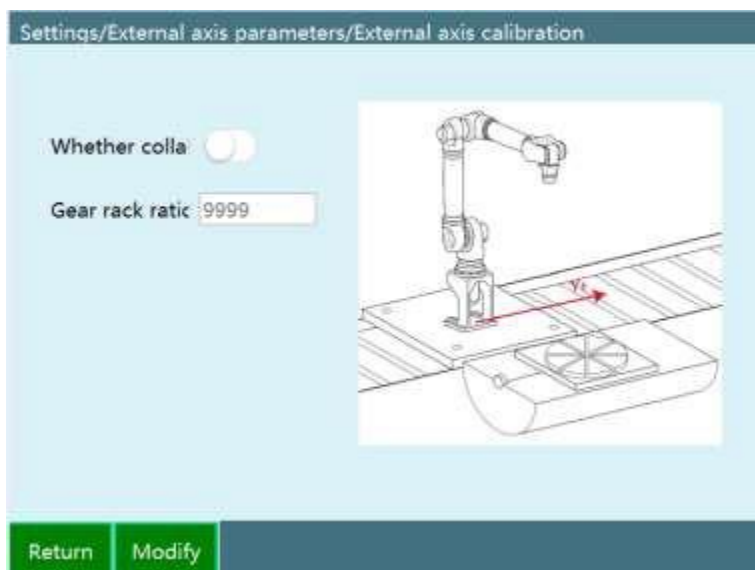 Settings/External axis parameters/External axis calibration
Whether colla
Gear rack ratic 9999
Return Modify